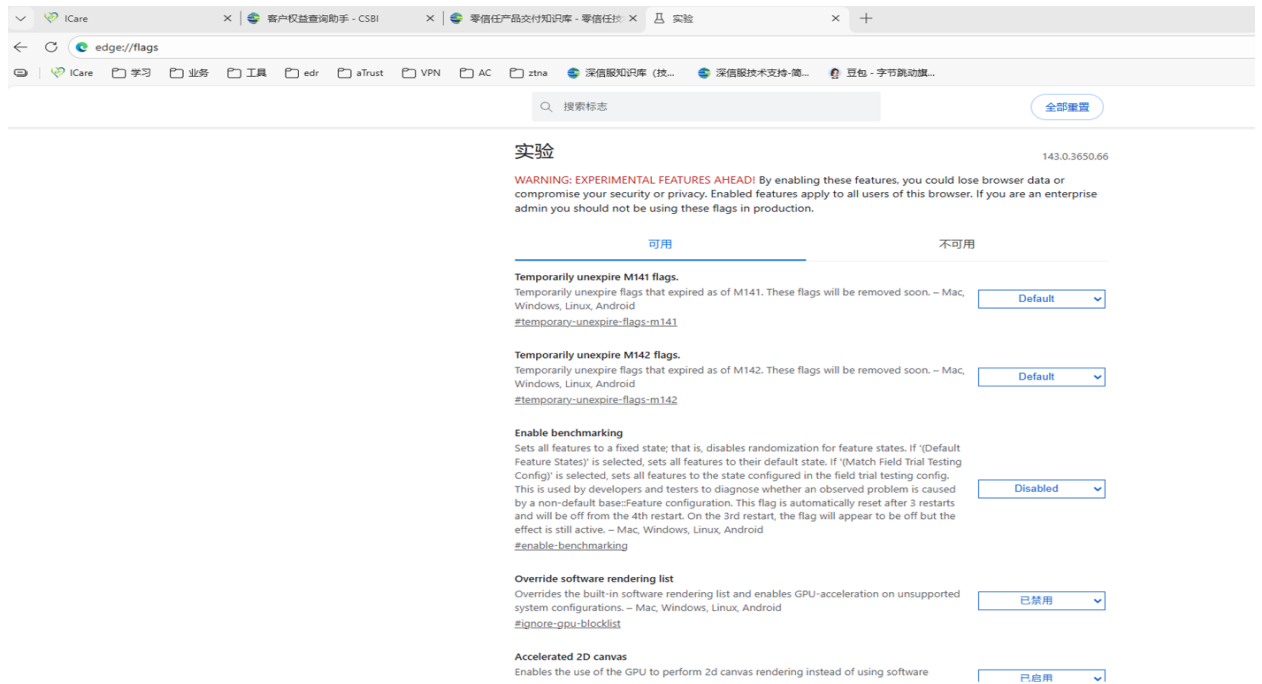 ICare
客户权益查询助手 - CSBI
零信任产品交付知识库 - 零信任技
实验
edge://flags
ICare 学习 业务 工具 edr aTrust VPN AC ztna 深信服知识库（技... 深信服技术支持-简... 豆包 - 字节跳动旗...
搜索标志
全部重置
实验
143.0.3650.66
WARNING: EXPERIMENTAL FEATURES AHEAD! By enabling these features, you could lose browser data or
compromise your security or privacy. Enabled features apply to all users of this browser. If you are an enterprise
admin you should not be using these flags in production.
可用
不可用
Temporarily unexpire M141 flags.
Temporarily unexpire flags that expired as of M141. These flags will be removed soon. – Mac,
Windows, Linux, Android
#temporary-unexpire-flags-m141
Default
Temporarily unexpire M142 flags.
Temporarily unexpire flags that expired as of M142. These flags will be removed soon. – Mac,
Windows, Linux, Android
#temporary-unexpire-flags-m142
Default
Enable benchmarking
Sets all features to a fixed state; that is, disables randomization for feature states. If '(Default
Feature States)' is selected, sets all features to their default state. If '(Match Field Trial Testing
Config)' is selected, sets all features to the state configured in the field trial testing config.
This is used by developers and testers to diagnose whether an observed problem is caused
by a non-default base::Feature configuration. This flag is automatically reset after 3 restarts
and will be off from the 4th restart. On the 3rd restart, the flag will appear to be off but the
effect is still active. – Mac, Windows, Linux, Android
#enable-benchmarking
Disabled
Override software rendering list
Overrides the built-in software rendering list and enables GPU-acceleration on unsupported
system configurations. – Mac, Windows, Linux, Android
#ignore-gpu-blocklist
已禁用
Accelerated 2D canvas
Enables the use of the GPU to perform 2d canvas rendering instead of using software
已启用